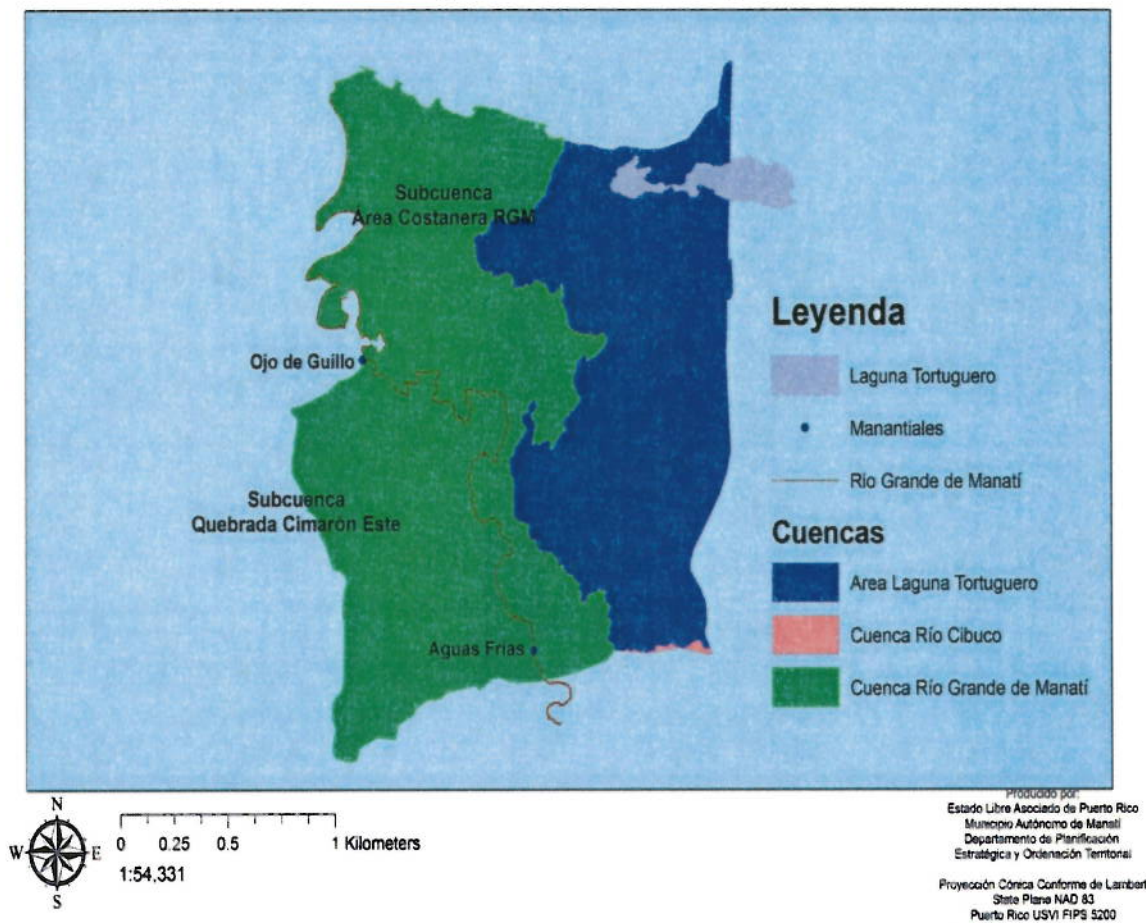 Subcuenca
Área Costanera RGM
Ojo de Guillo
Subcuenca
Quebrada Cimarón Este
Aguas Frías
Leyenda
Laguna Tortuguero
Manantiales
Río Grande de Manatí
Cuencas
Area Laguna Tortuguero
Cuenca Río Cibuco
Cuenca Río Grande de Manatí
N
W E
S
0 0.25 0.5 1 Kilometers
1:54,331
Producido por:
Estado Libre Asociado de Puerto Rico
Municipio Autónomo de Manatí
Departamento de Planificación
Estratégica y Ordenación Territorial
Proyección Cónica Conforme de Lambert
State Plane NAD 83
Puerto Rico USVI FIPS 5200